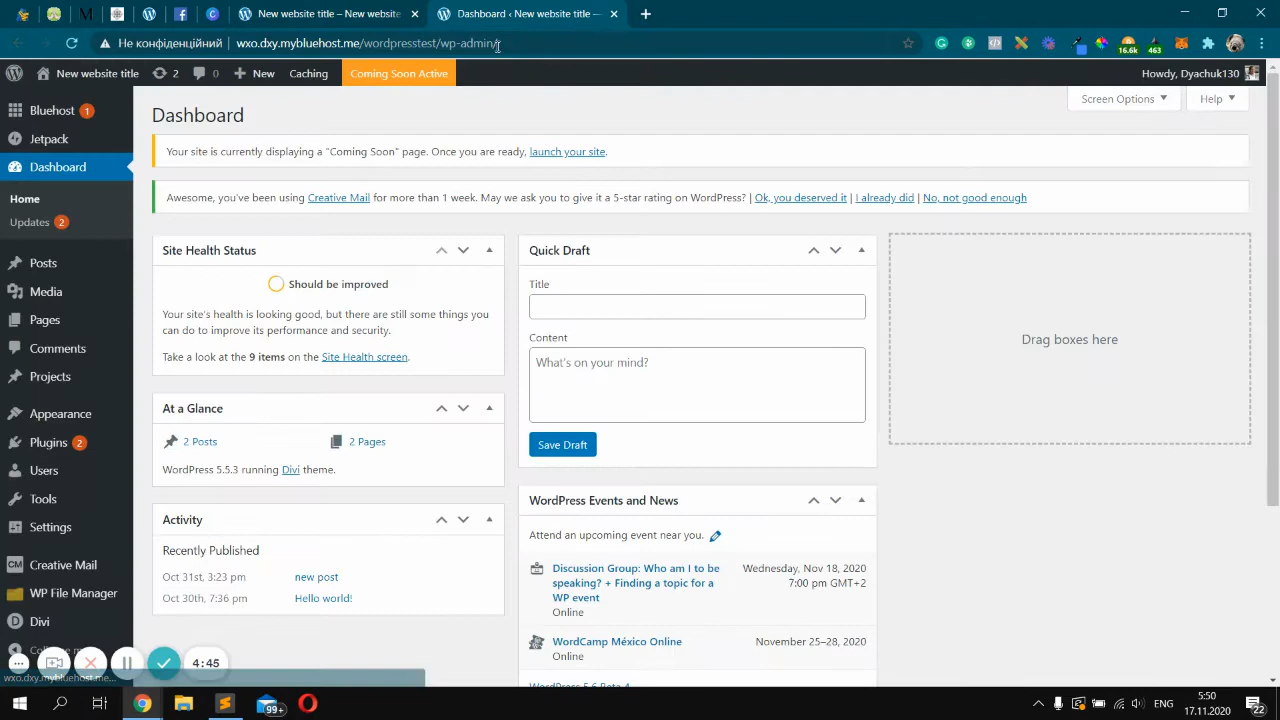 New website title – New website
Dashboard ‹ New website title —
Не конфіденційний
wxo.dxy.mybluehost.me/wordpresstest/wp-admin/
16.6k
463
New website title
2
0
New
Caching
Coming Soon Active
Howdy, Dyachuk130
Bluehost 1
Jetpack
Dashboard
Home
Updates 2
Posts
Media
Pages
Comments
Projects
Appearance
Plugins 2
Users
Tools
Settings
CM Creative Mail
WP File Manager
Divi
Dashboard
Screen Options
Help
Your site is currently displaying a "Coming Soon" page. Once you are ready, launch your site.
Awesome, you've been using Creative Mail for more than 1 week. May we ask you to give it a 5-star rating on WordPress? | Ok, you deserved it | I already did | No, not good enough
Site Health Status
Should be improved
Your site's health is looking good, but there are still some things
you can do to improve its performance and security.
Take a look at the 9 items on the Site Health screen.
At a Glance
2 Posts
2 Pages
WordPress 5.5.3 running Divi theme.
Activity
Recently Published
Oct 31st, 3:23 pm
new post
Oct 30th, 7:36 pm
Hello world!
Quick Draft
Title
Content
What's on your mind?
Save Draft
WordPress Events and News
Attend an upcoming event near you.
Discussion Group: Who am I to be
speaking? + Finding a topic for a
WP event
Online
Wednesday, Nov 18, 2020
7:00 pm GMT+2
WordCamp México Online
Online
November 25–28, 2020
WordPress 5.6 Beta 4
Drag boxes here
4:45
wxo.dxy.mybluehost.me...
99+
ENG
5:50
17.11.2020
22